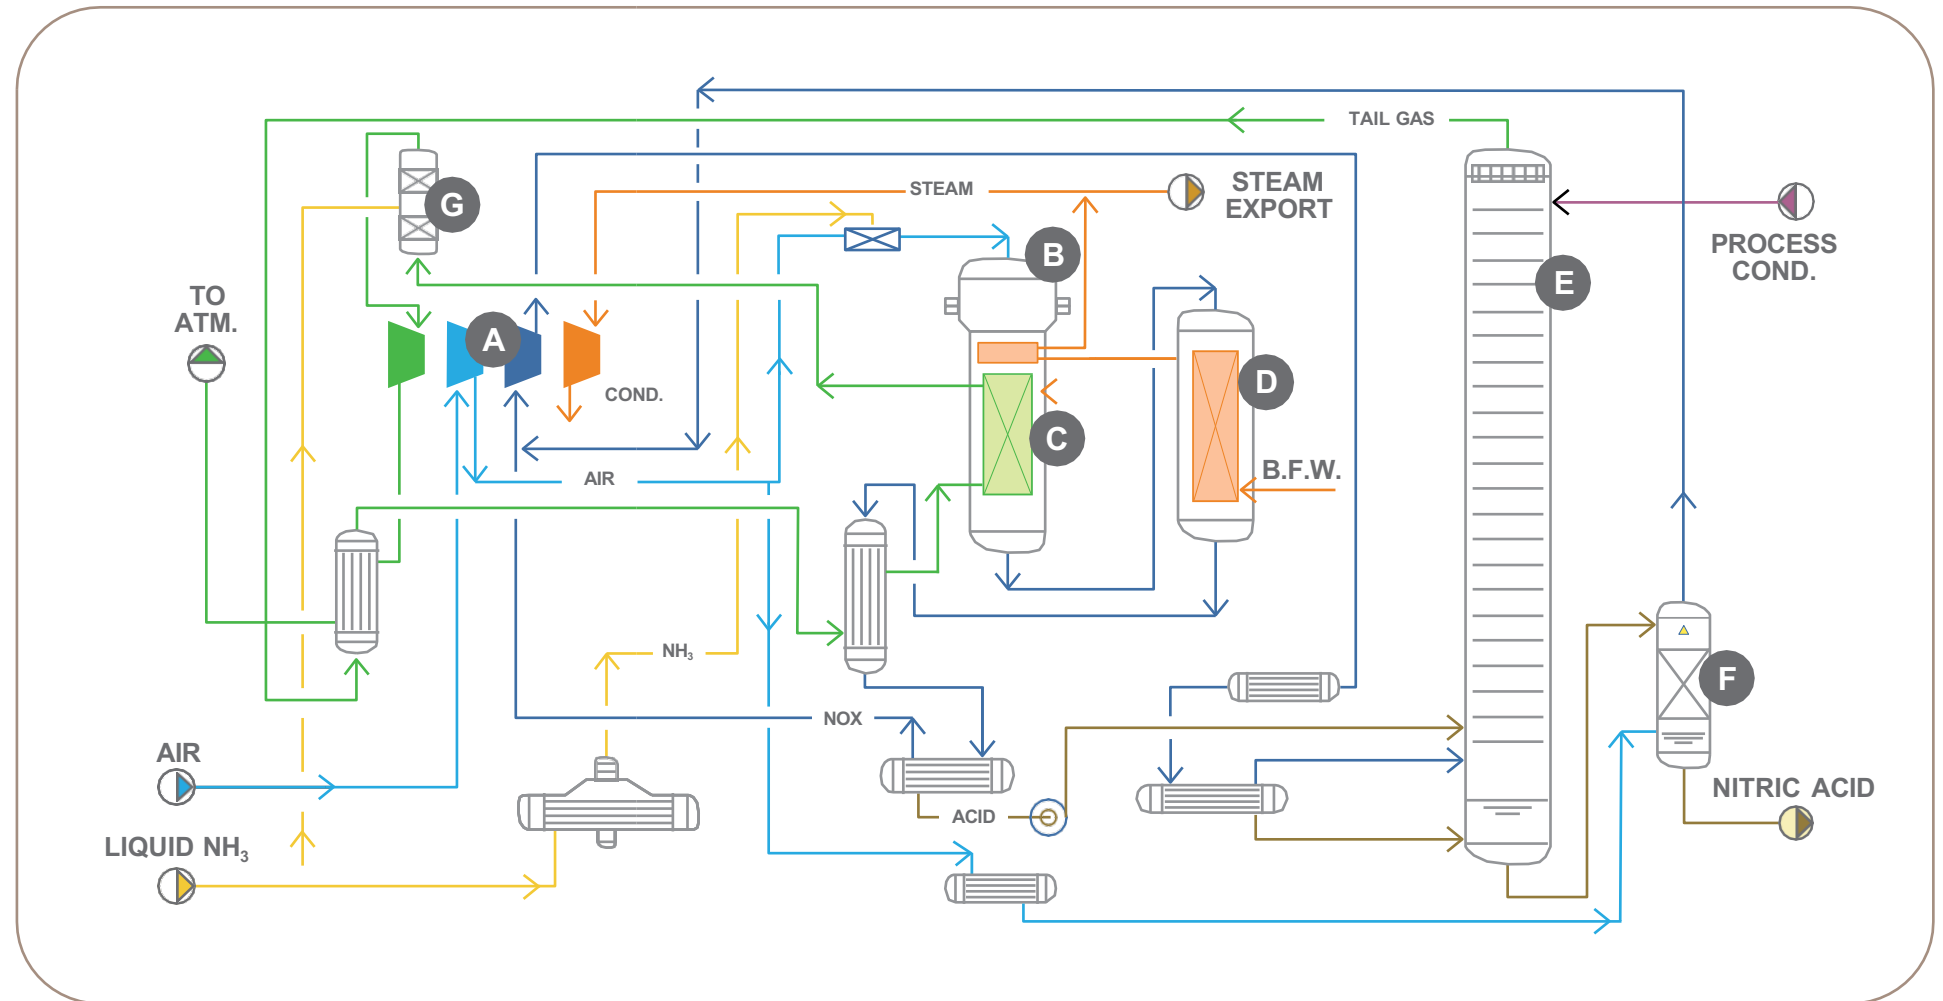 TAIL GAS
STEAM
STEAM
EXPORT
G
B
PROCESS
COND.
E
TO
ATM.
A
COND.
D
C
B.F.W.
AIR
NH₃
F
NOX
AIR
NITRIC ACID
ACID
LIQUID NH₃